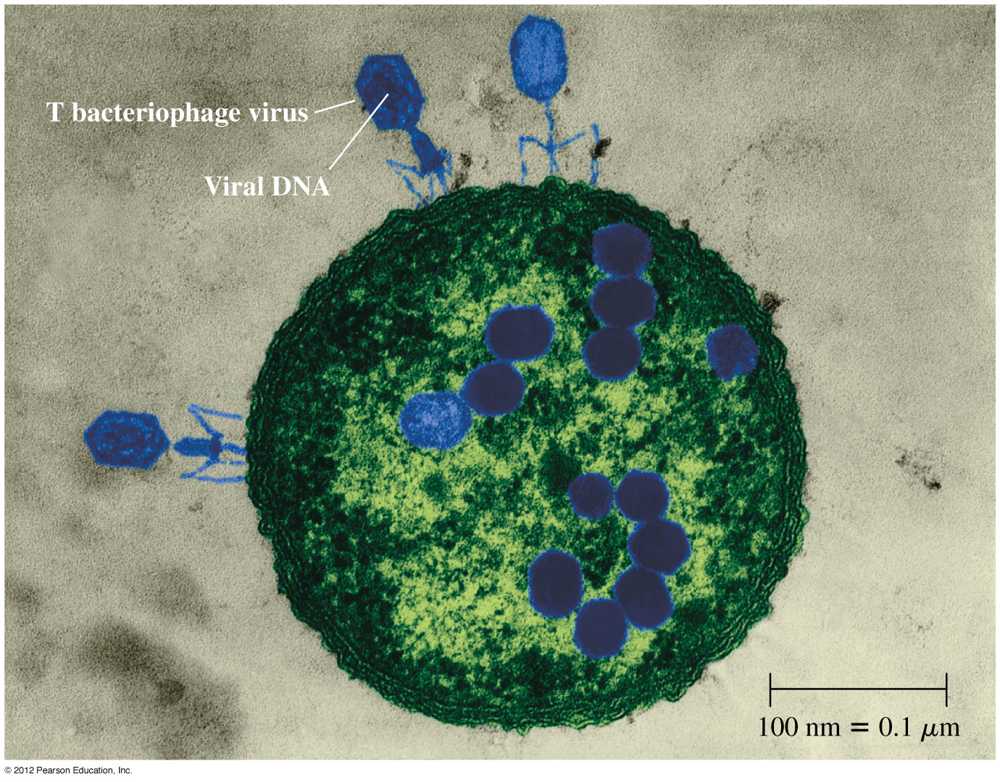 T bacteriophage virus
Viral DNA
100 nm = 0.1 μm
© 2012 Pearson Education, Inc.